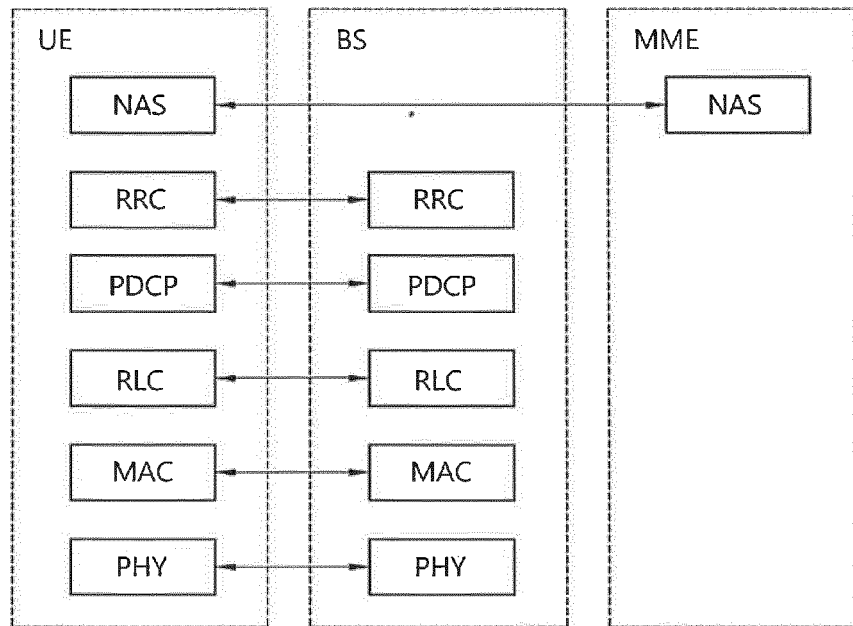 UE BS MME
NAS NAS
RRC RRC
PDCP PDCP
RLC RLC
MAC MAC
PHY PHY